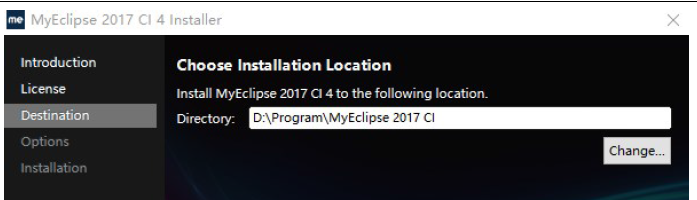 me MyEclipse 2017 CI 4 Installer
Introduction
License
Destination
Options
Installation
Choose Installation Location
Install MyEclipse 2017 CI 4 to the following location.
Directory: D:\Program\MyEclipse 2017 CI
Change...